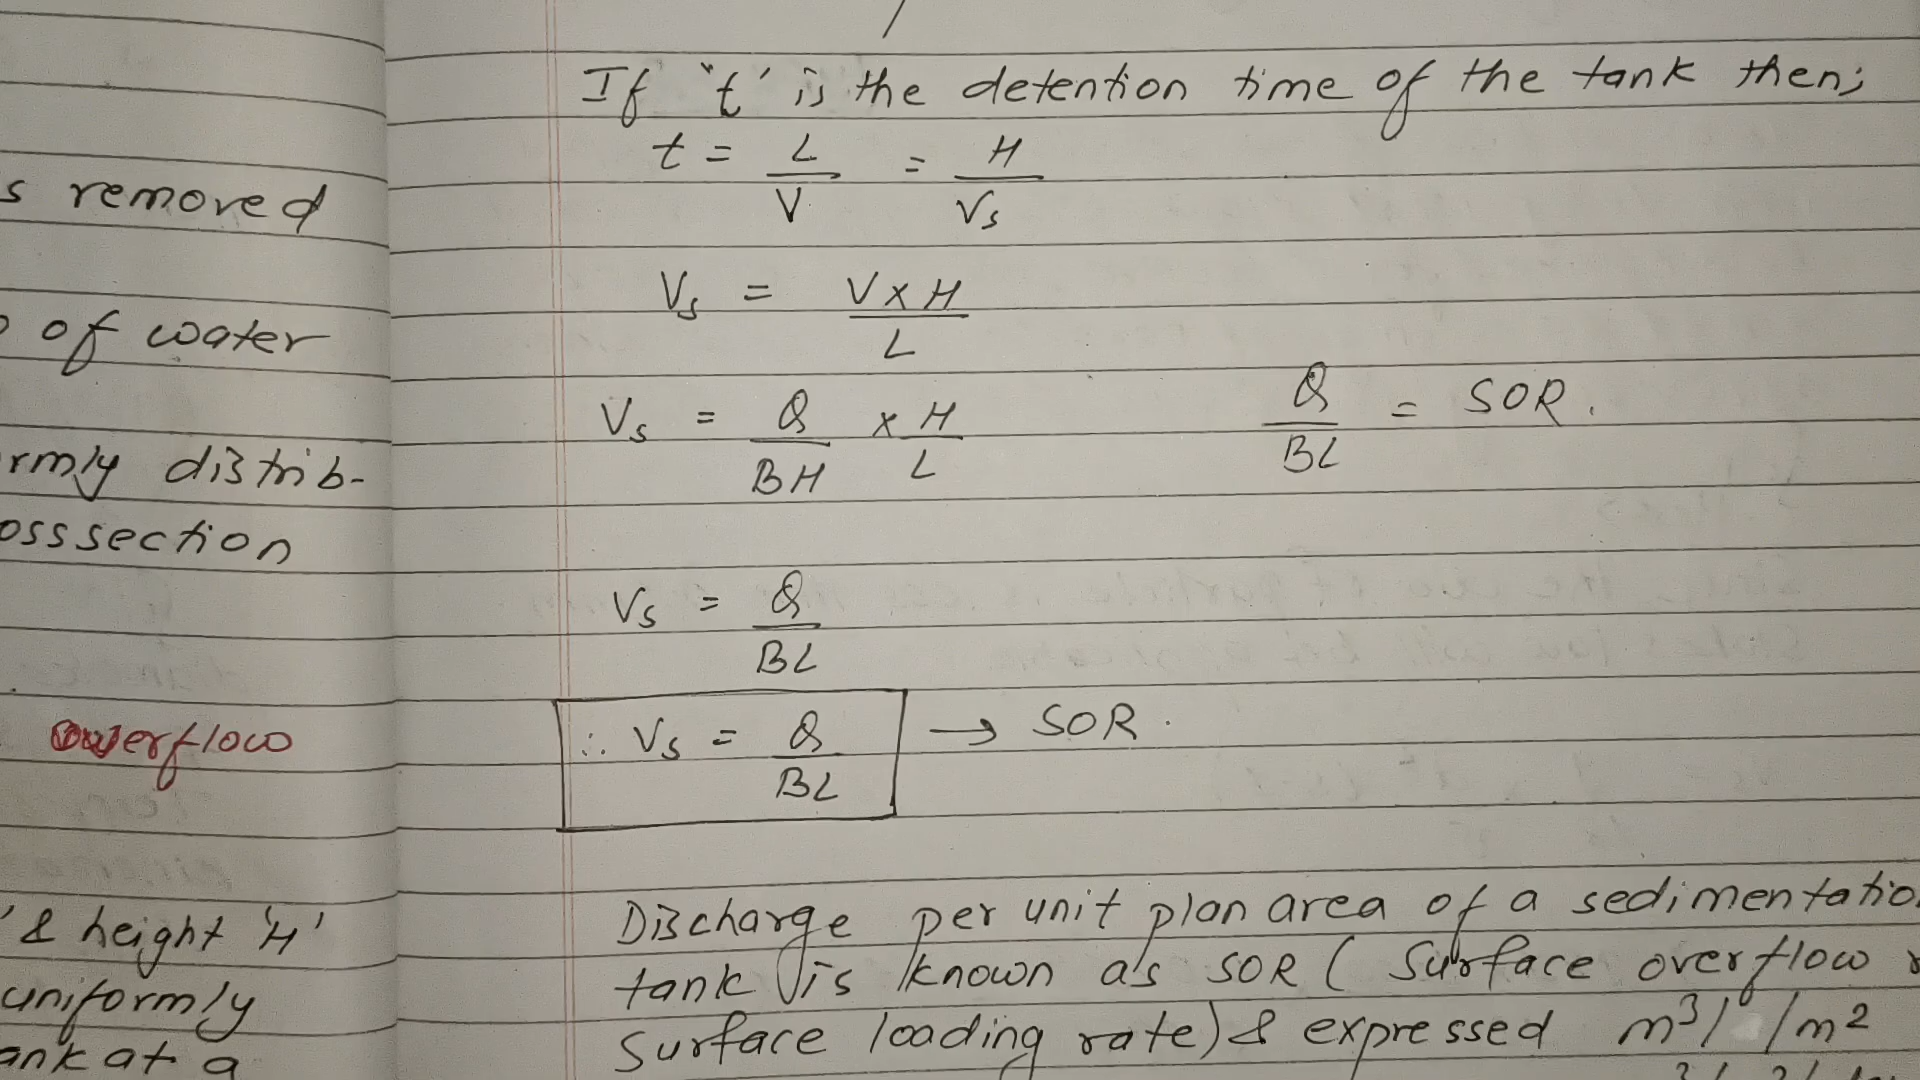 s removed
of water
rmly distrib-
osssection
overflow
' & height 'H'
uniformly
ank at a
If 't' is the detention time of the tank then;
t = L/V = H/Vs
Vs = V x H / L
Vs = Q/BH x H/L    Q/BL = SOR.
Vs = Q/BL
∴ Vs = Q/BL → SOR.
Discharge per unit plan area of a sedimentatio
tank is known as SOR ( Surface overflow
Surface loading rate) & expressed m³/ /m²